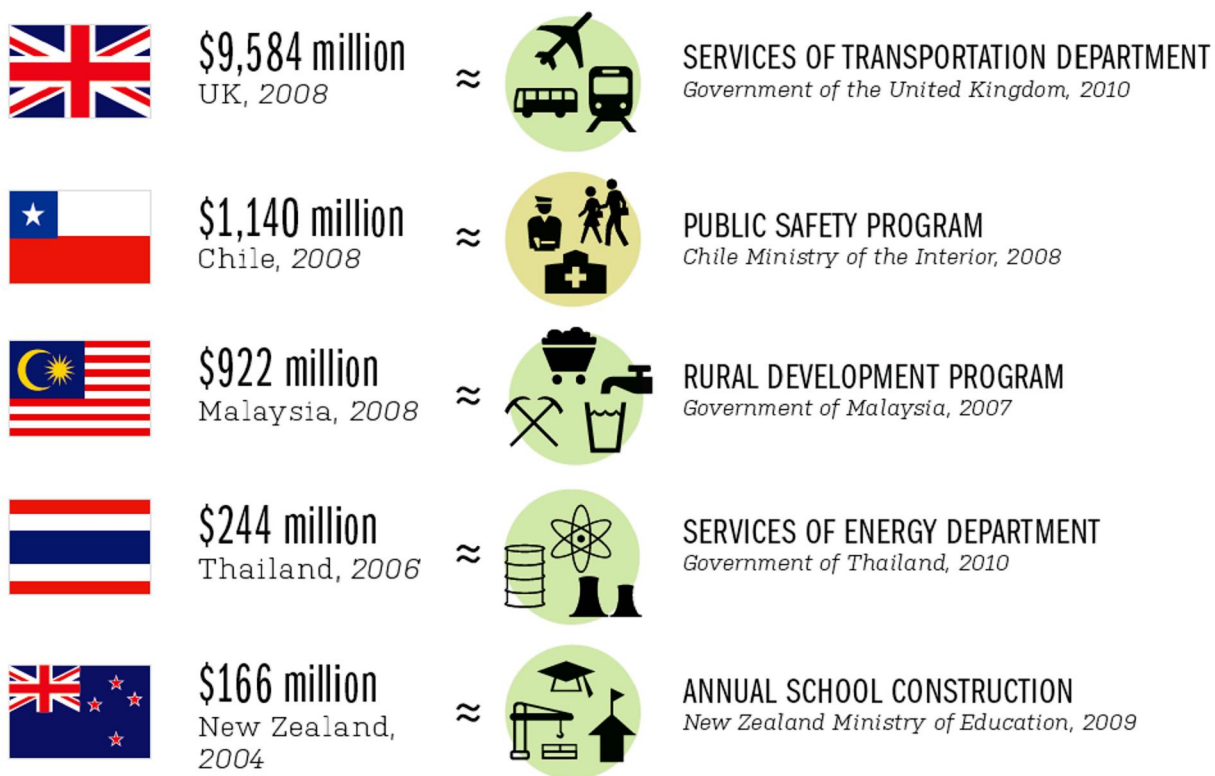 $9,584 million
UK, 2008
≈
SERVICES OF TRANSPORTATION DEPARTMENT
Government of the United Kingdom, 2010
$1,140 million
Chile, 2008
≈
PUBLIC SAFETY PROGRAM
Chile Ministry of the Interior, 2008
$922 million
Malaysia, 2008
≈
RURAL DEVELOPMENT PROGRAM
Government of Malaysia, 2007
$244 million
Thailand, 2006
≈
SERVICES OF ENERGY DEPARTMENT
Government of Thailand, 2010
$166 million
New Zealand,
2004
≈
ANNUAL SCHOOL CONSTRUCTION
New Zealand Ministry of Education, 2009